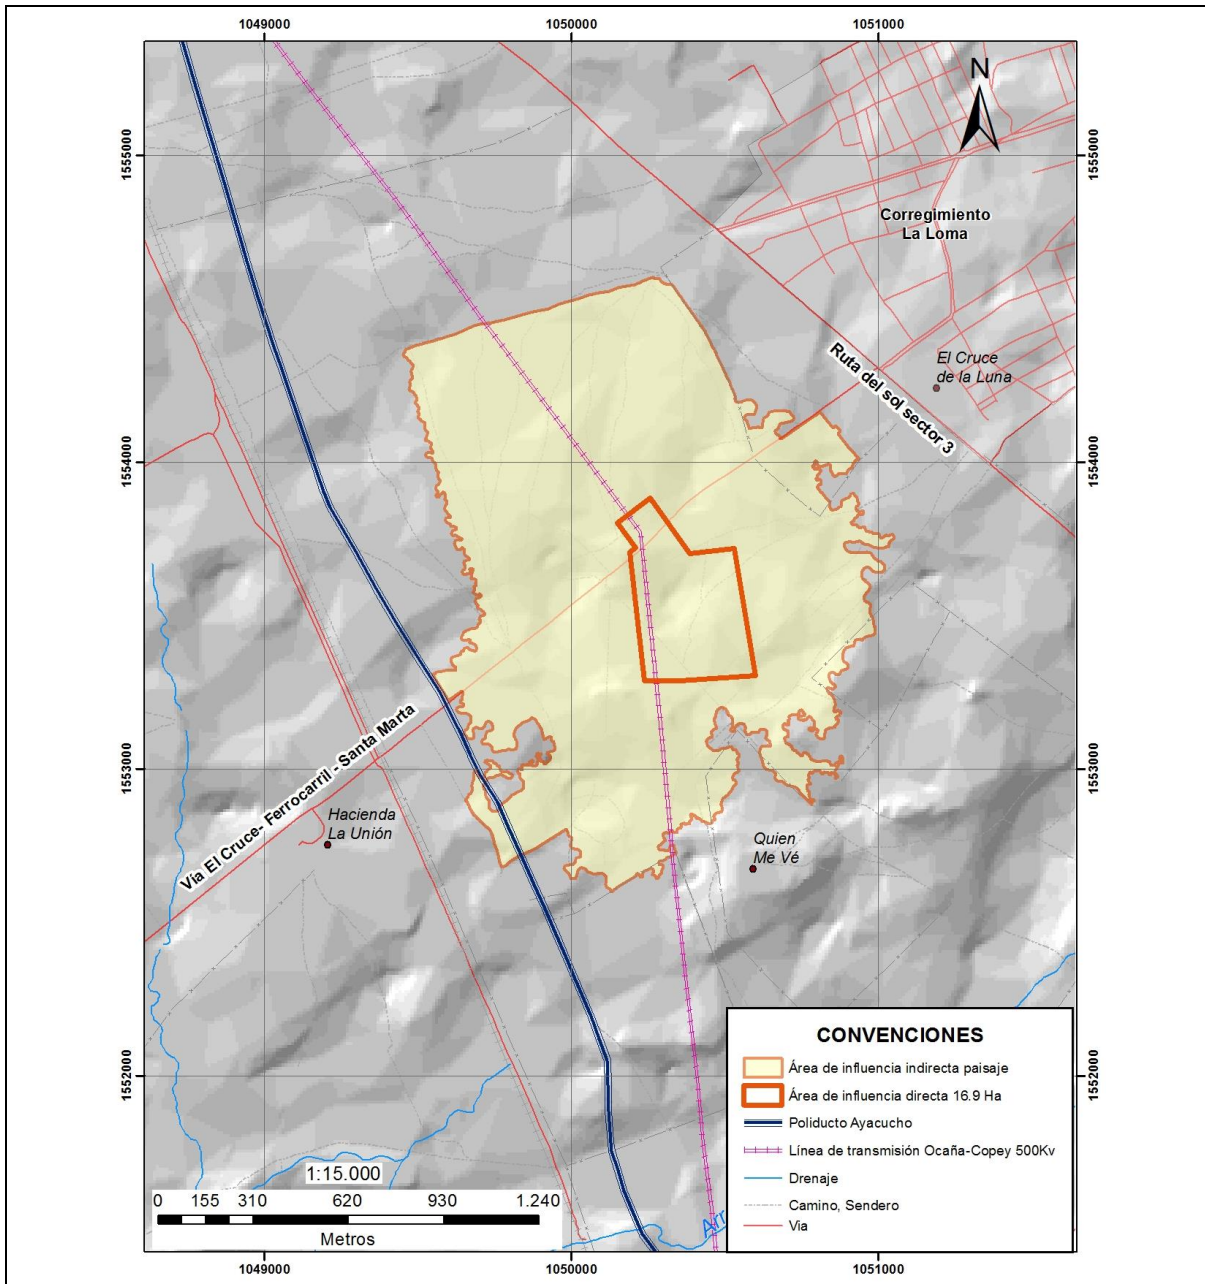 1049000
1050000
1051000
N
1555000
1555000
Corregimiento
La Loma
El Cruce
de la Luna
Ruta del sol sector 3
1554000
1554000
1553000
1553000
Vía El Cruce- Ferrocarril - Santa Marta
Hacienda
La Unión
Quien
Me Vé
1552000
1552000
CONVENCIONES
Área de influencia indirecta paisaje
Área de influencia directa 16.9 Ha
Poliducto Ayacucho
Línea de transmisión Ocaña-Copey 500Kv
Drenaje
Camino, Sendero
Via
1:15.000
0 155 310 620 930 1.240
Metros
Arr
1049000
1050000
1051000